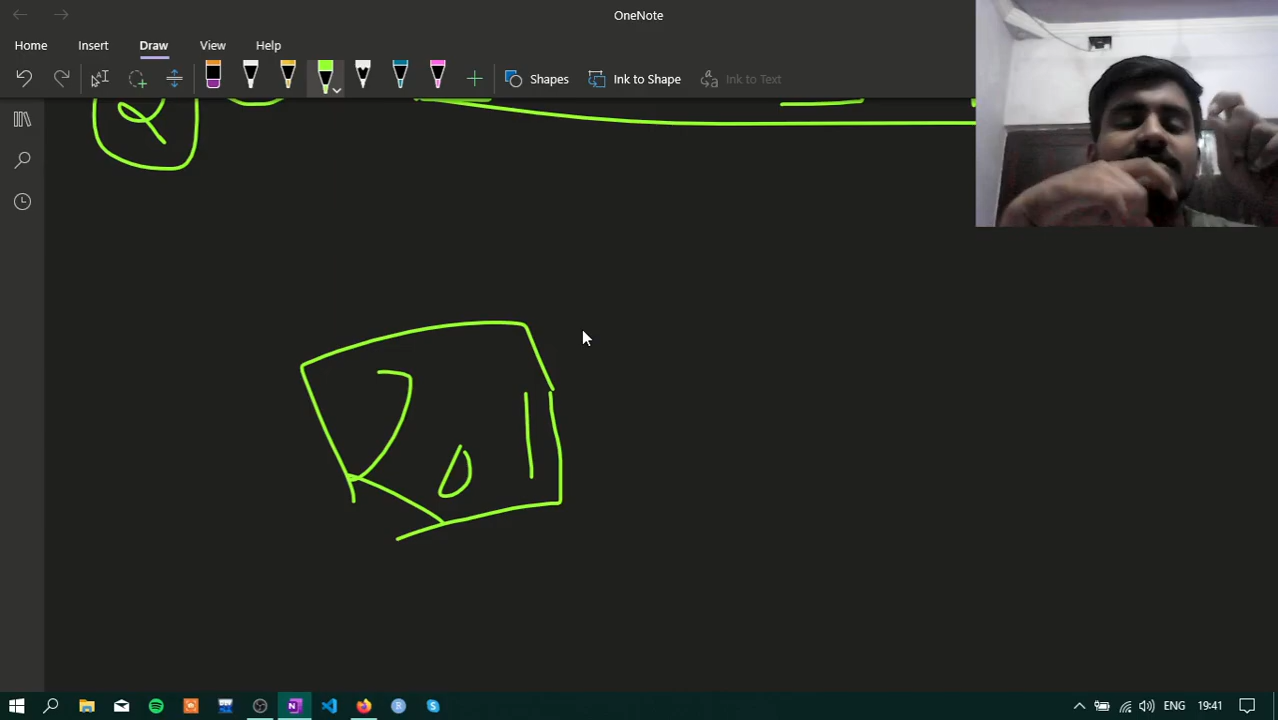 OneNote
Home Insert Draw View Help
Shapes Ink to Shape Ink to Text
ENG 19:41